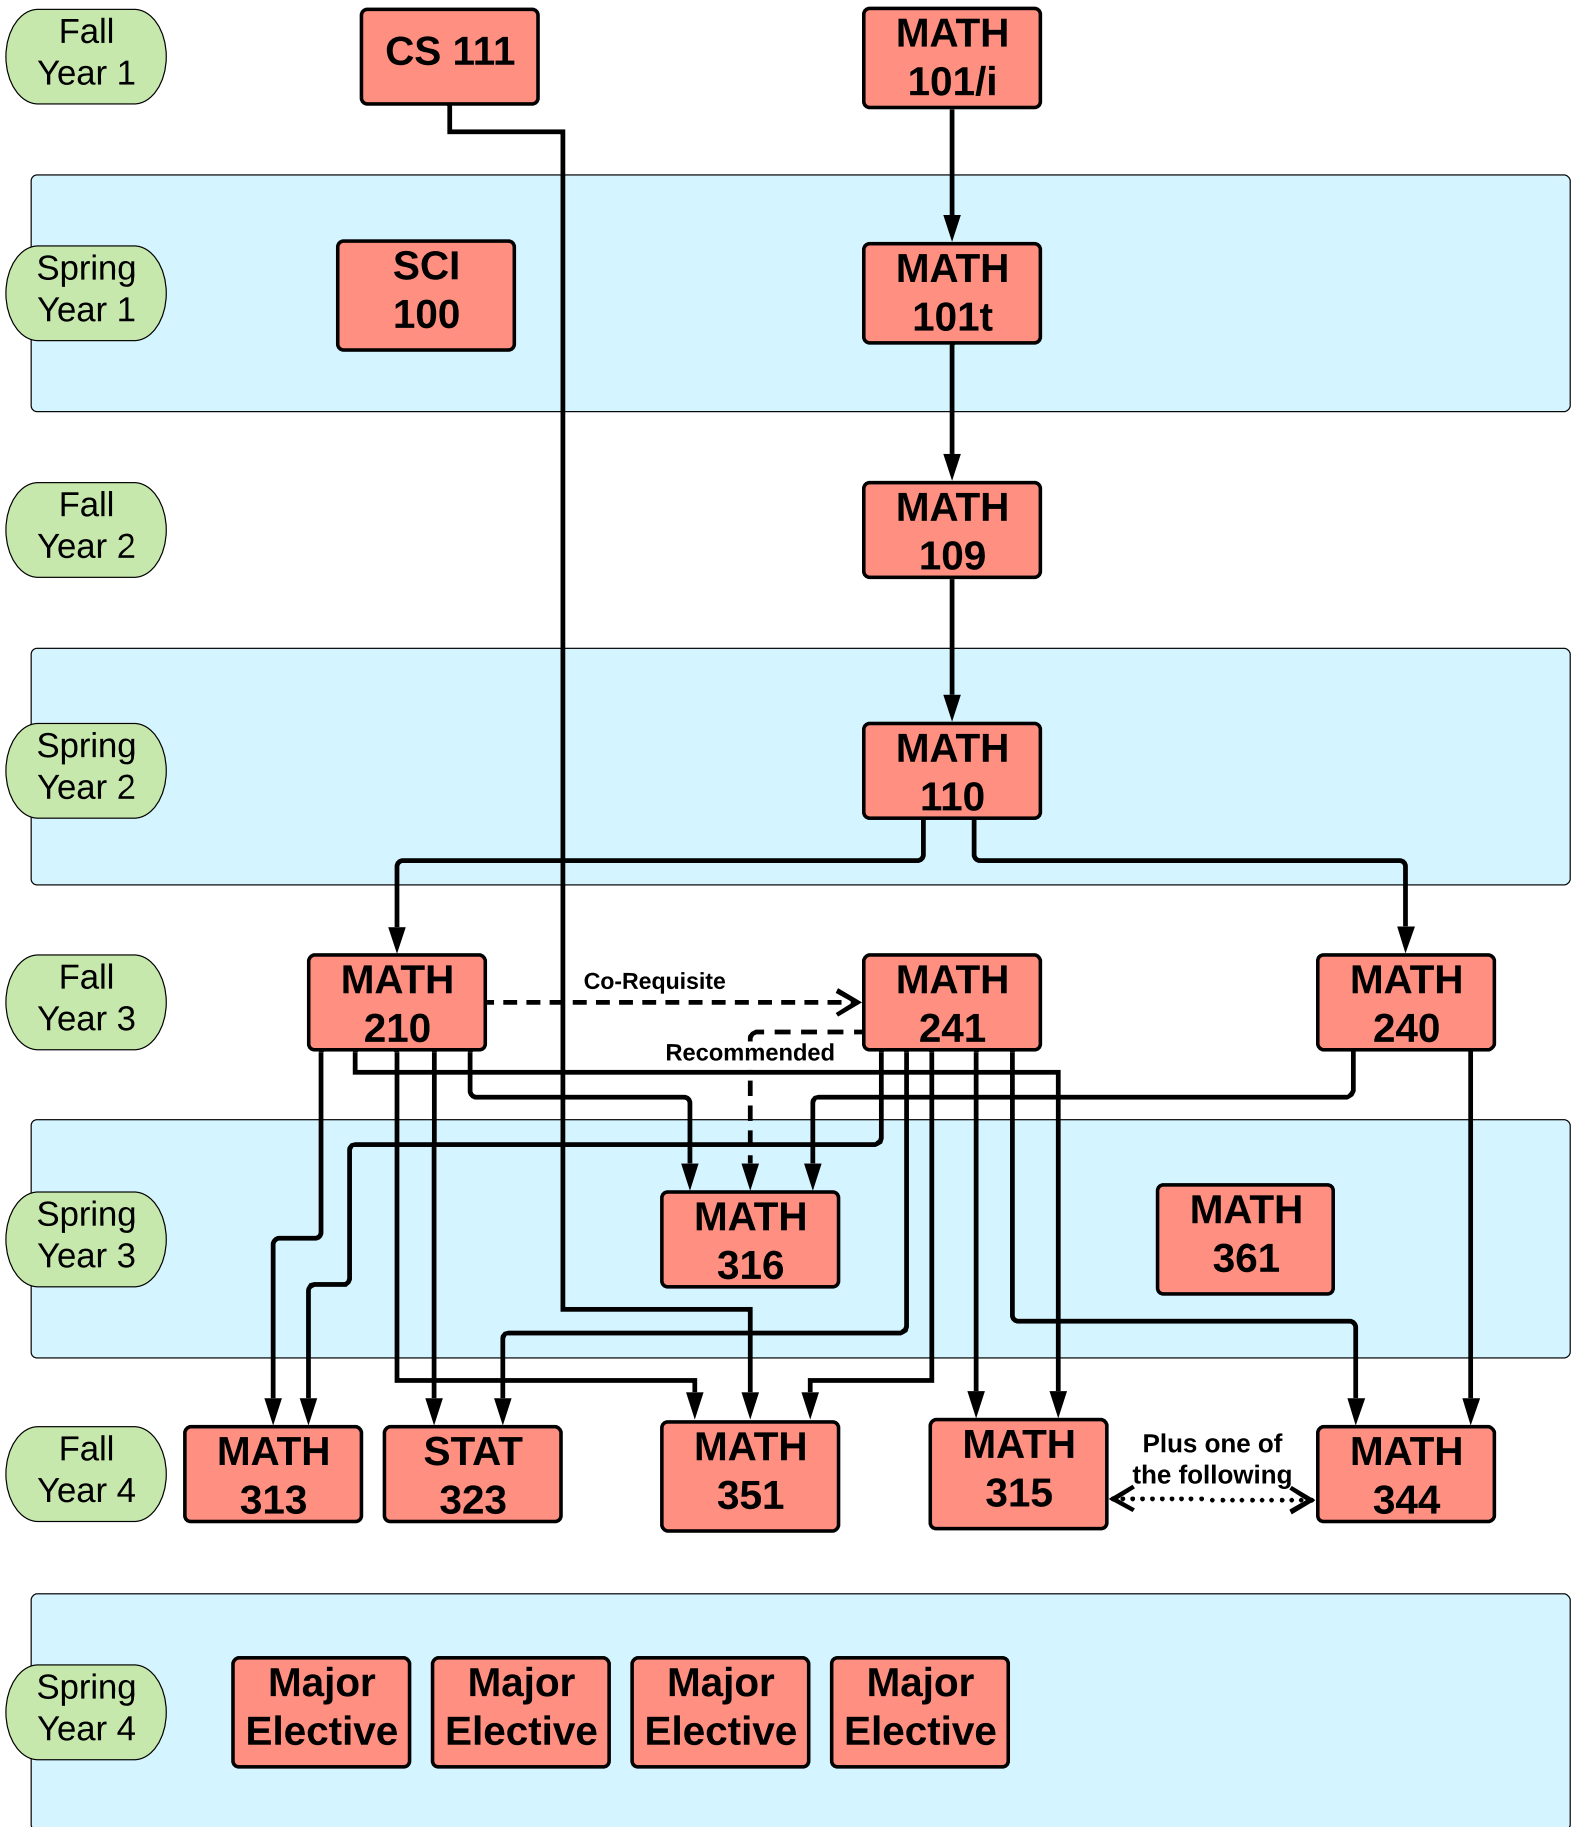 Fall
Year 1
CS 111
MATH
101/i
Spring
Year 1
SCI
100
MATH
101t
Fall
Year 2
MATH
109
Spring
Year 2
MATH
110
Fall
Year 3
MATH
210
Co-Requisite
MATH
241
Recommended
MATH
240
Spring
Year 3
MATH
316
MATH
361
Fall
Year 4
MATH
313
STAT
323
MATH
351
MATH
315
Plus one of
the following
MATH
344
Spring
Year 4
Major
Elective
Major
Elective
Major
Elective
Major
Elective